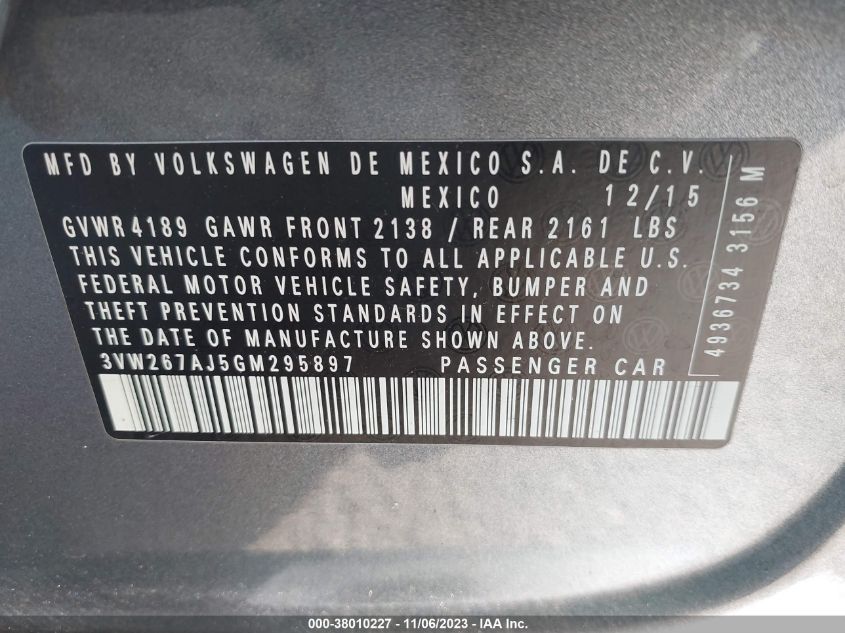 MFD BY VOLKSWAGEN DE MEXICO S.A. DE C.V.
MEXICO 12/15
GVWR4189 GAWR FRONT 2138 / REAR 2161 LBS
THIS VEHICLE CONFORMS TO ALL APPLICABLE U.S.
FEDERAL MOTOR VEHICLE SAFETY, BUMPER AND
THEFT PREVENTION STANDARDS IN EFFECT ON
THE DATE OF MANUFACTURE SHOWN ABOVE.
3VW267AJ5GM295897 PASSENGER CAR
4936734 3156 M
000-38010227 - 11/06/2023 - IAA Inc.